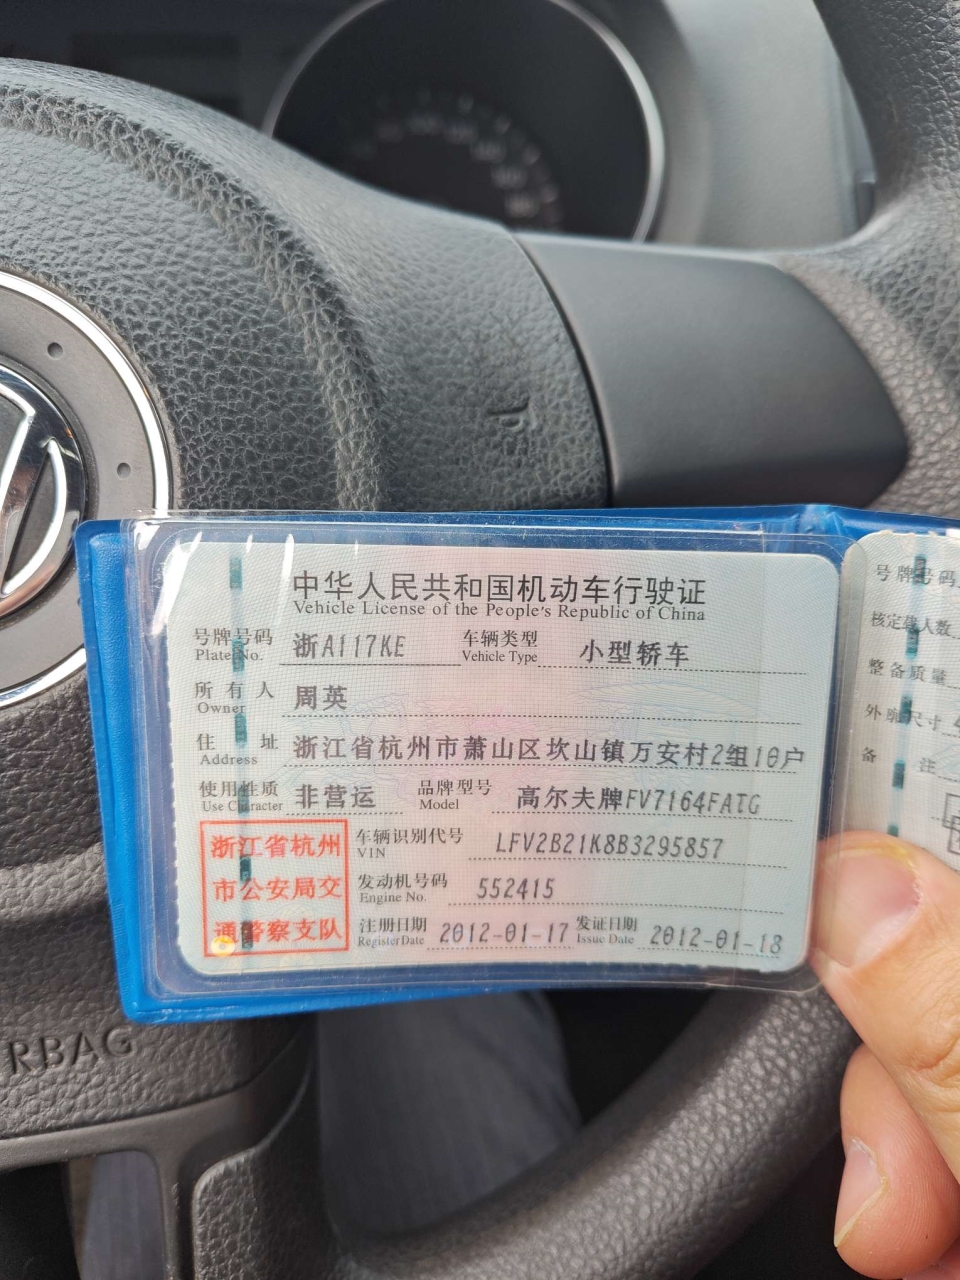 中华人民共和国机动车行驶证
Vehicle License of the People's Republic of China
号牌号码 浙A117KE 车辆类型 小型轿车
Plate No. Vehicle Type
所有人 周英
Owner
住址 浙江省杭州市萧山区坎山镇万安村2组10户
Address
使用性质 非营运 品牌型号 高尔夫牌FV7164FATG
Use Character Model
浙江省杭州
市公安局交
通警察支队
车辆识别代号 LFV2B21K8B3295857
VIN
发动机号码 552415
Engine No.
注册日期 2012-01-17 发证日期 2012-01-18
Register Date Issue Date
号牌号码
核定载人数
整备质量
外廓尺寸
备注
RBAG